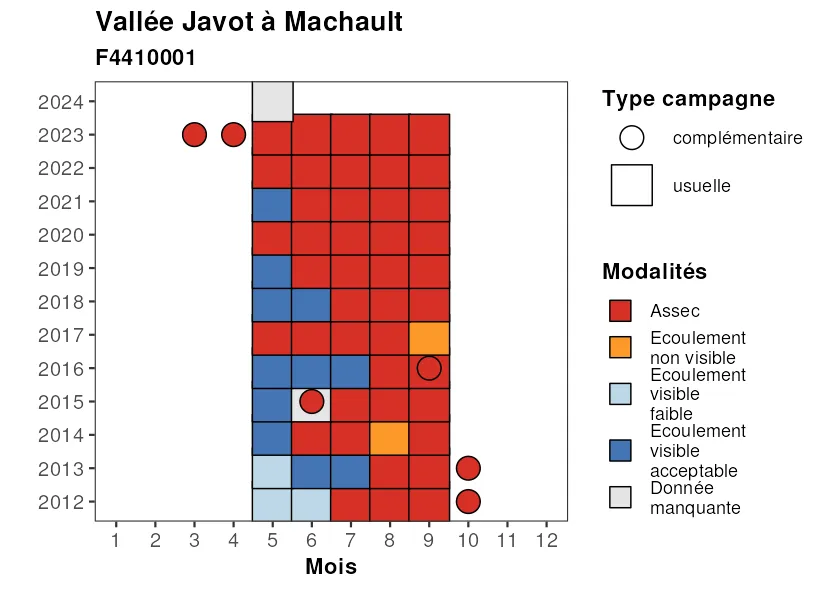 Vallée Javot à Machault
F4410001
2024
2023
2022
2021
2020
2019
2018
2017
2016
2015
2014
2013
2012
1 2 3 4 5 6 7 8 9 10 11 12
Mois
Type campagne
complémentaire
usuelle
Modalités
Assec
Ecoulement
non visible
Ecoulement
visible
faible
Ecoulement
visible
acceptable
Donnée
manquante